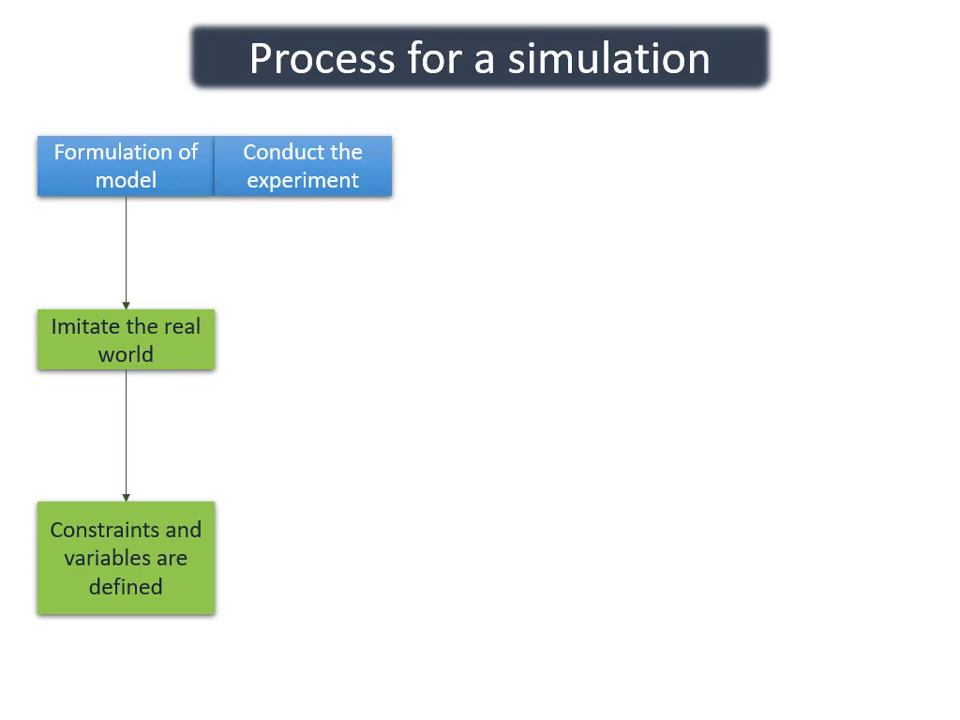 Process for a simulation
Formulation of
model
Conduct the
experiment
Imitate the real
world
Constraints and
variables are
defined